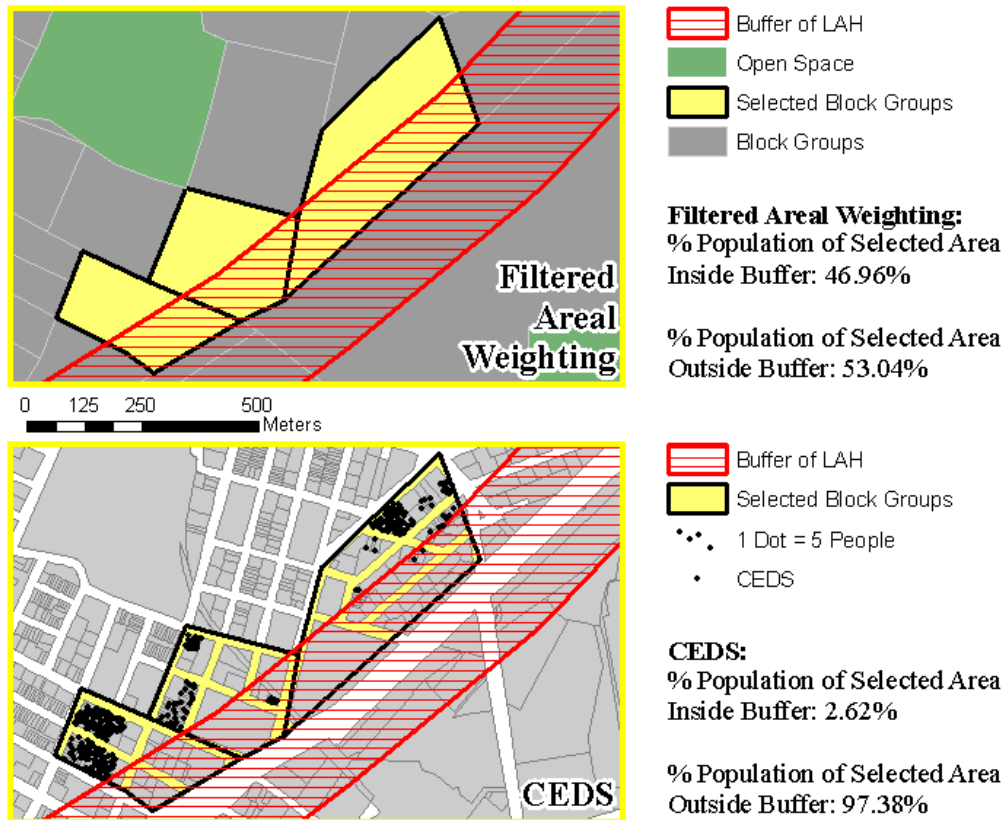 Buffer of LAH
Open Space
Selected Block Groups
Block Groups
Filtered Areal Weighting:
% Population of Selected Area
Inside Buffer: 46.96%
% Population of Selected Area
Outside Buffer: 53.04%
Filtered
Areal
Weighting
0 125 250 500
Meters
Buffer of LAH
Selected Block Groups
1 Dot = 5 People
CEDS
CEDS:
% Population of Selected Area
Inside Buffer: 2.62%
% Population of Selected Area
Outside Buffer: 97.38%
CEDS